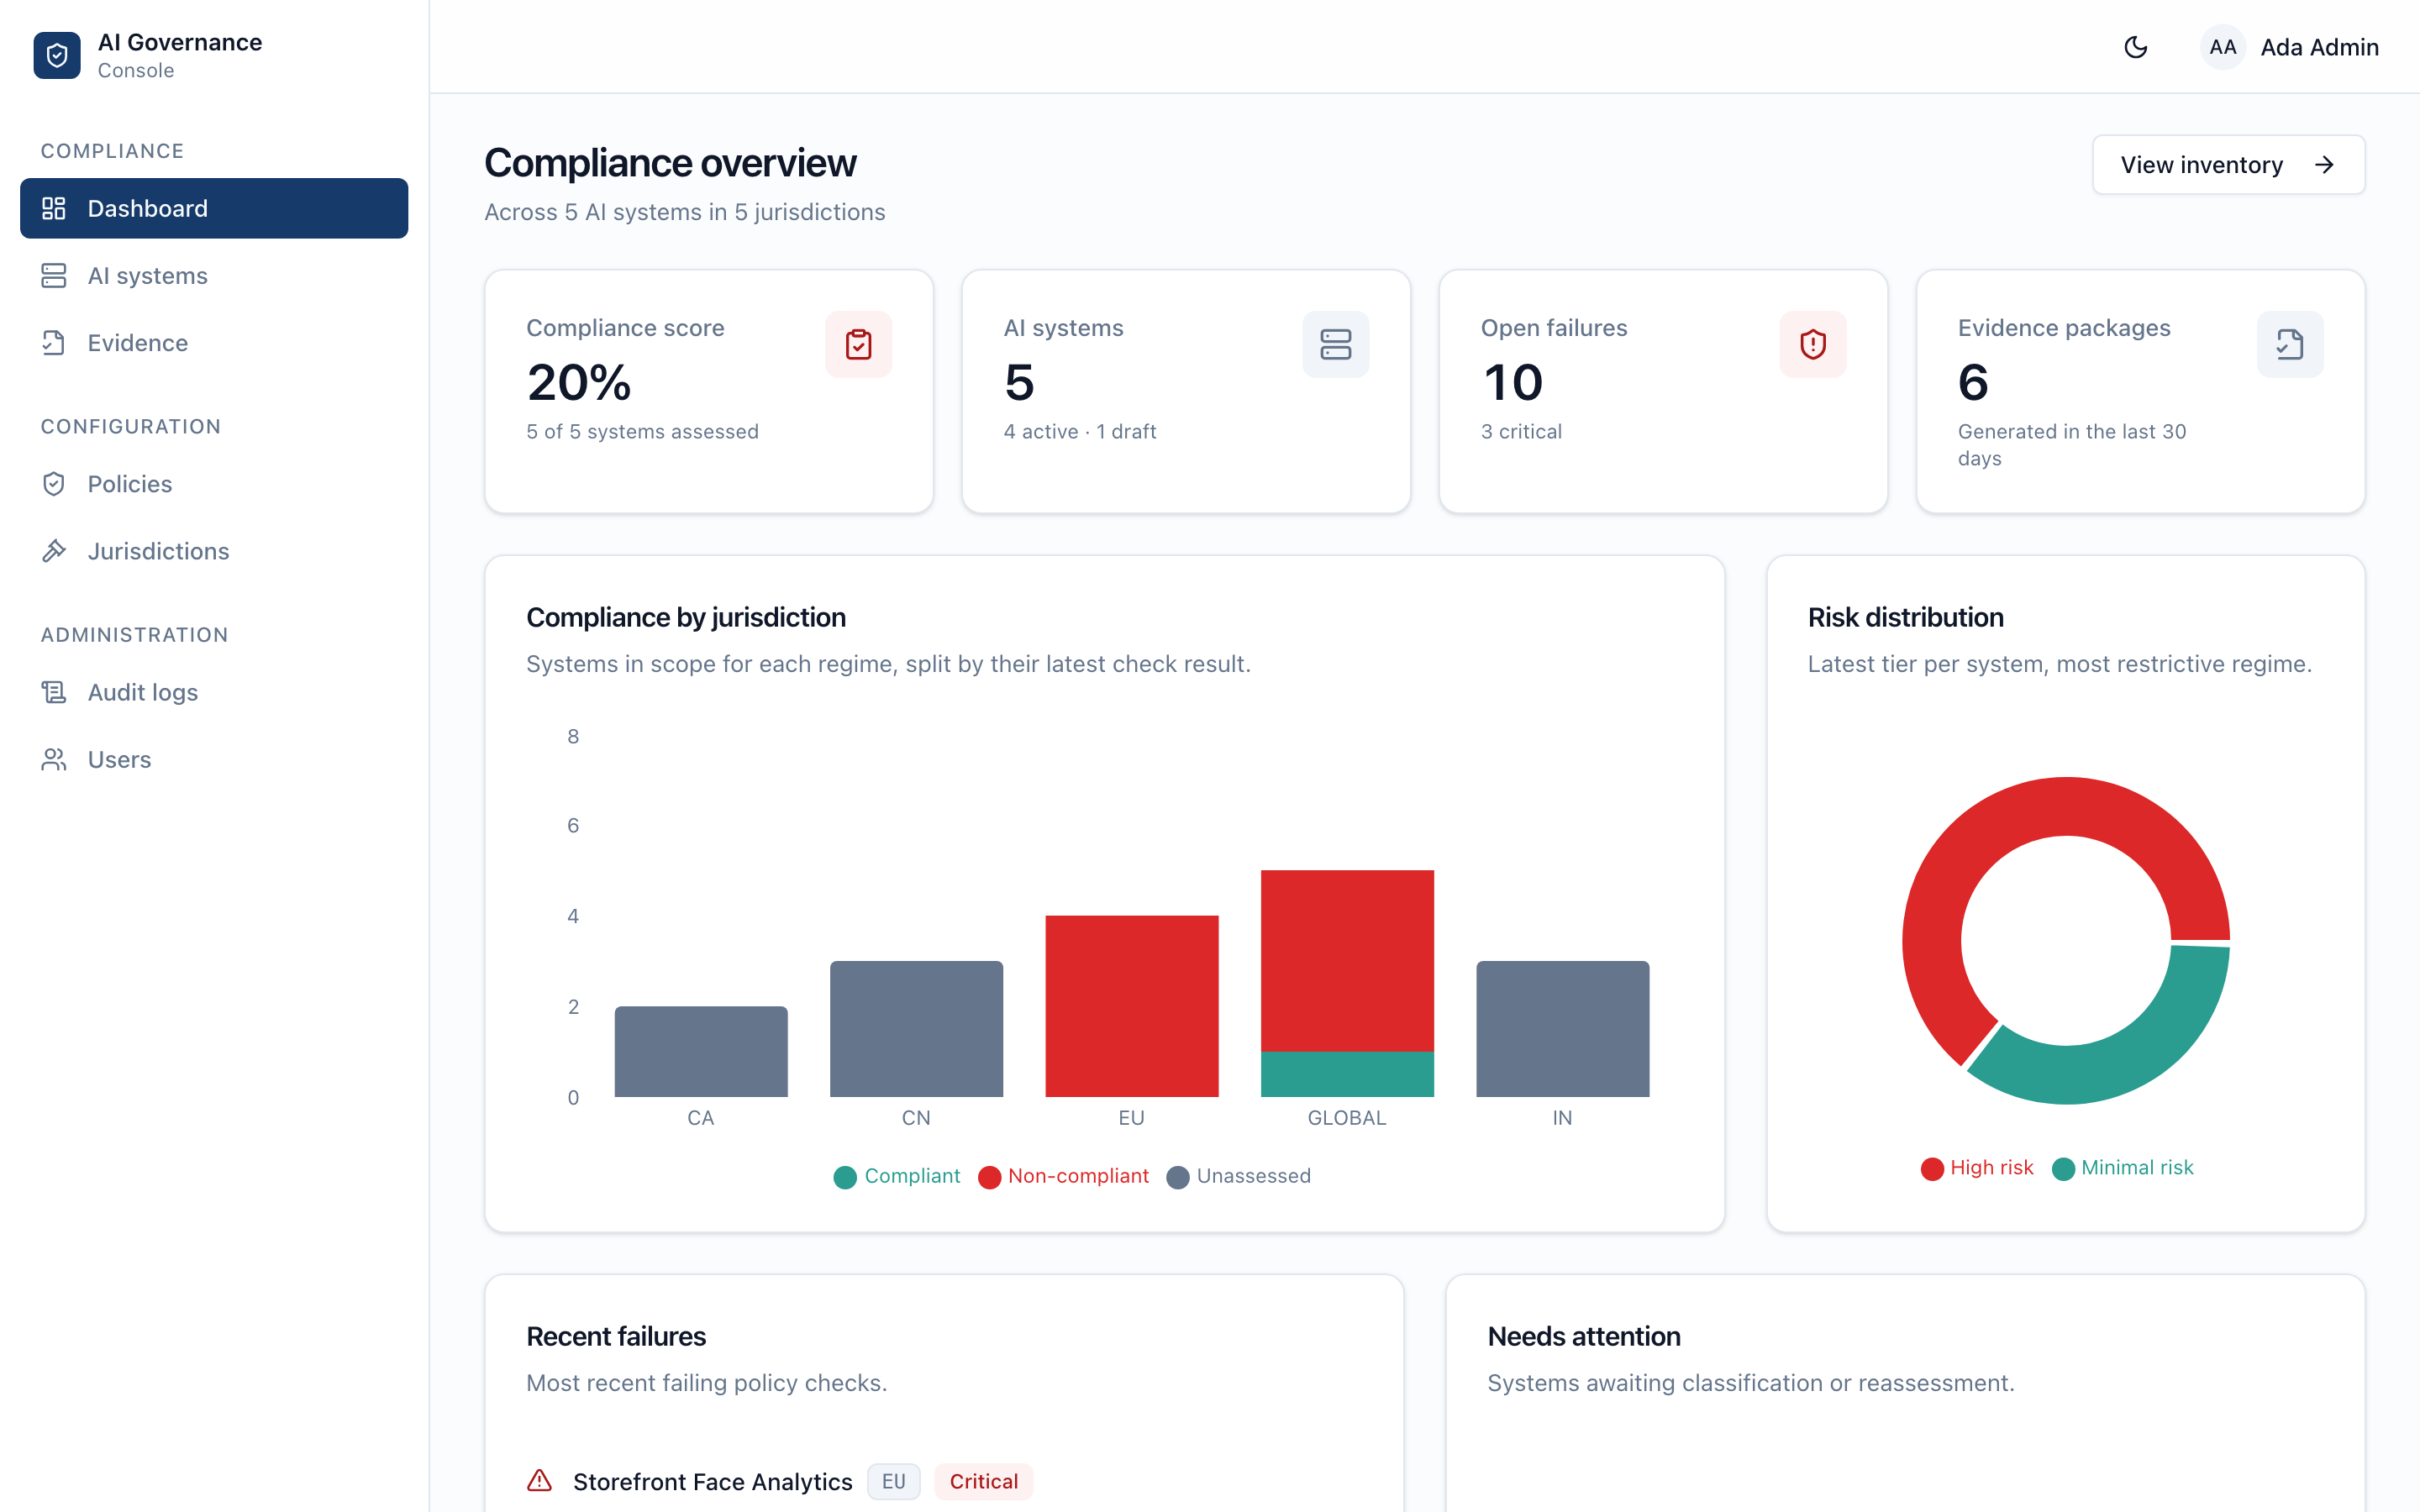 AI Governance
Console
COMPLIANCE
Dashboard
AI systems
Evidence
CONFIGURATION
Policies
Jurisdictions
ADMINISTRATION
Audit logs
Users
AA
Ada Admin
Compliance overview
Across 5 AI systems in 5 jurisdictions
View inventory
Compliance score
20%
5 of 5 systems assessed
AI systems
5
4 active · 1 draft
Open failures
10
3 critical
Evidence packages
6
Generated in the last 30
days
Compliance by jurisdiction
Systems in scope for each regime, split by their latest check result.
8
6
4
2
0
CA
CN
EU
GLOBAL
IN
Compliant
Non-compliant
Unassessed
Risk distribution
Latest tier per system, most restrictive regime.
High risk
Minimal risk
Recent failures
Most recent failing policy checks.
Storefront Face Analytics
EU
Critical
Needs attention
Systems awaiting classification or reassessment.